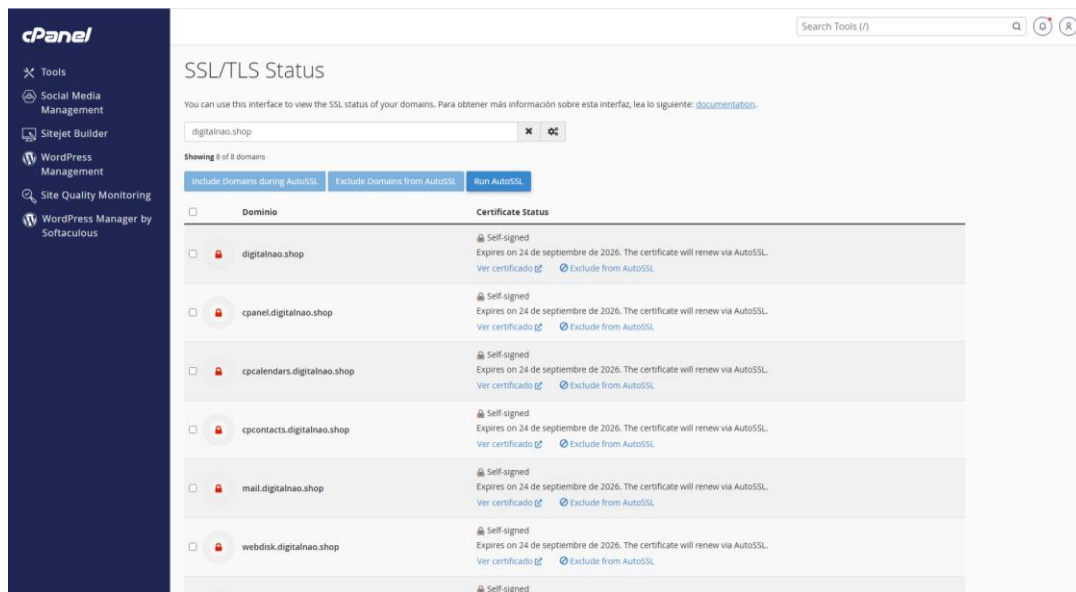 cPanel
Search Tools (/)
Tools
Social Media
Management
Sitejet Builder
WordPress
Management
Site Quality Monitoring
WordPress Manager by
Softaculous
SSL/TLS Status
You can use this interface to view the SSL status of your domains. Para obtener más información sobre esta interfaz, lea lo siguiente: documentation.
digitalnao.shop
Showing 8 of 8 domains
Include Domains during AutoSSL Exclude Domains from AutoSSL Run AutoSSL
Dominio Certificate Status
Self-signed
digitalnao.shop Expires on 24 de septiembre de 2026. The certificate will renew via AutoSSL.
Ver certificado Exclude from AutoSSL
Self-signed
cpanel.digitalnao.shop Expires on 24 de septiembre de 2026. The certificate will renew via AutoSSL.
Ver certificado Exclude from AutoSSL
Self-signed
cpcalendars.digitalnao.shop Expires on 24 de septiembre de 2026. The certificate will renew via AutoSSL.
Ver certificado Exclude from AutoSSL
Self-signed
cpcontacts.digitalnao.shop Expires on 24 de septiembre de 2026. The certificate will renew via AutoSSL.
Ver certificado Exclude from AutoSSL
Self-signed
mail.digitalnao.shop Expires on 24 de septiembre de 2026. The certificate will renew via AutoSSL.
Ver certificado Exclude from AutoSSL
Self-signed
webdisk.digitalnao.shop Expires on 24 de septiembre de 2026. The certificate will renew via AutoSSL.
Ver certificado Exclude from AutoSSL
Self-signed